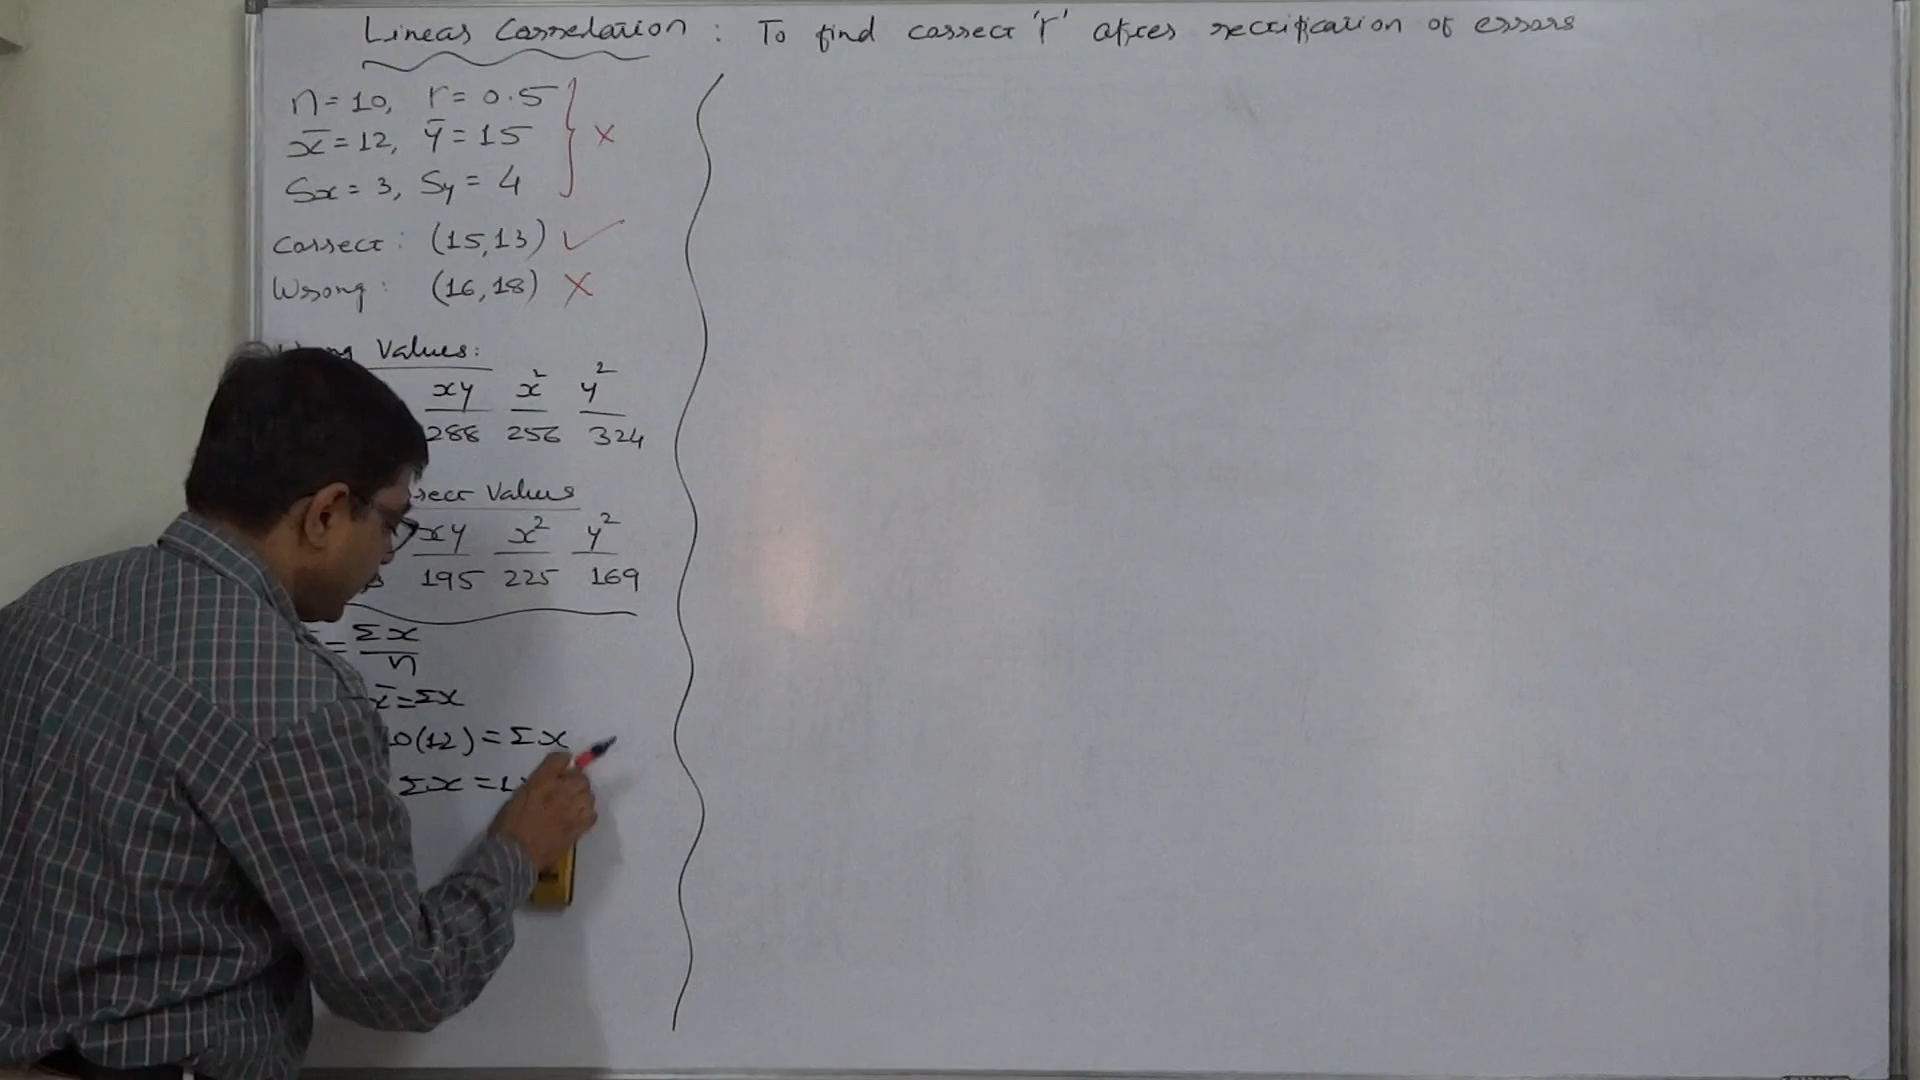 Linear Correlation : To find correct 'r' after rectification of errors
n = 10, r = 0.5
x̄ = 12, ȳ = 15 } ×
Sx = 3, Sy = 4
Correct : (15,13) ✓
Wrong : (16,18) ×
Values:
xy x² y²
288 256 324
Values
xy x² y²
195 225 169
= Σx/n
x̄ = Σx
(12) = Σx
Σx =